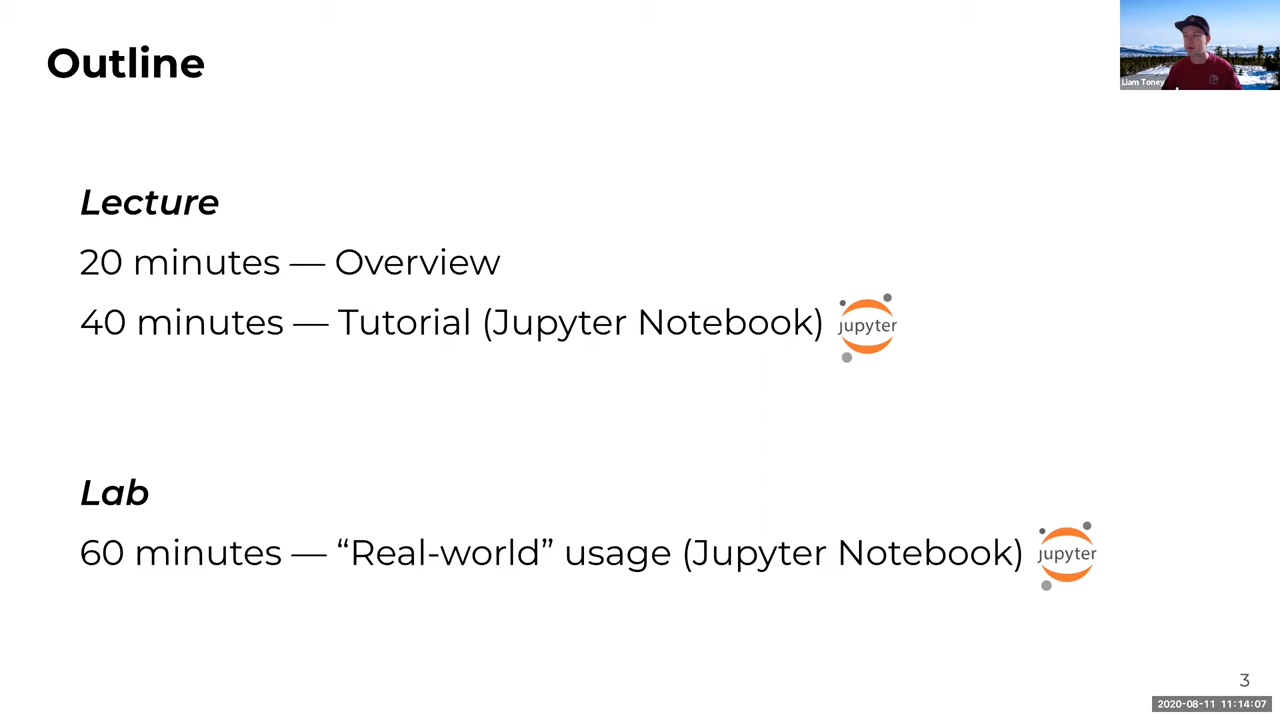 Outline
Liam Toney
Lecture
20 minutes — Overview
40 minutes — Tutorial (Jupyter Notebook)
jupyter
Lab
60 minutes — “Real-world” usage (Jupyter Notebook)
jupyter
3
2020-08-11 11:14:07